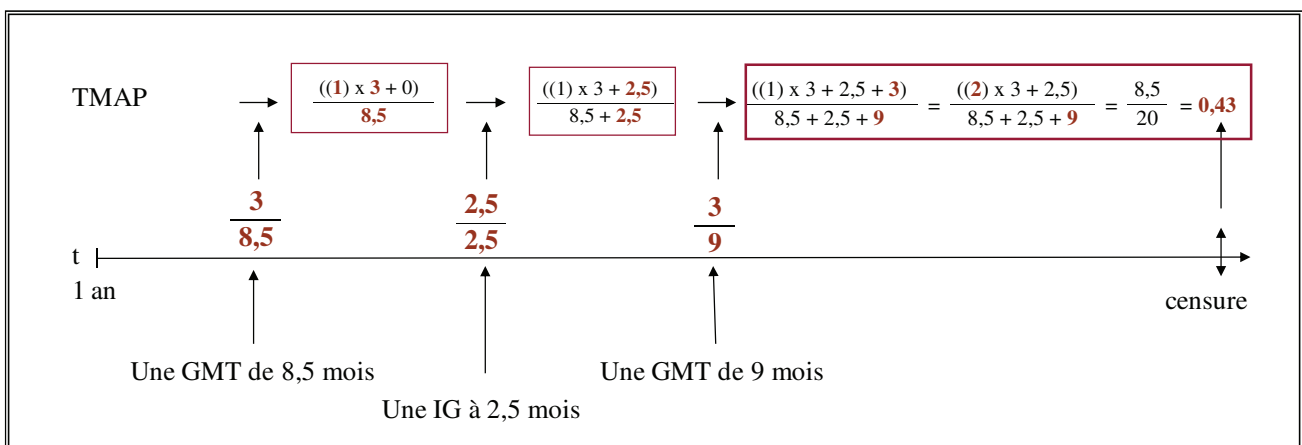 TMAP
((1) x 3 + 0)
8,5
((1) x 3 + 2,5)
8,5 + 2,5
((1) x 3 + 2,5 + 3)
8,5 + 2,5 + 9
=
((2) x 3 + 2,5)
8,5 + 2,5 + 9
=
8,5
20
= 0,43
3
8,5
2,5
2,5
3
9
t
1 an
censure
Une GMT de 8,5 mois
Une GMT de 9 mois
Une IG à 2,5 mois